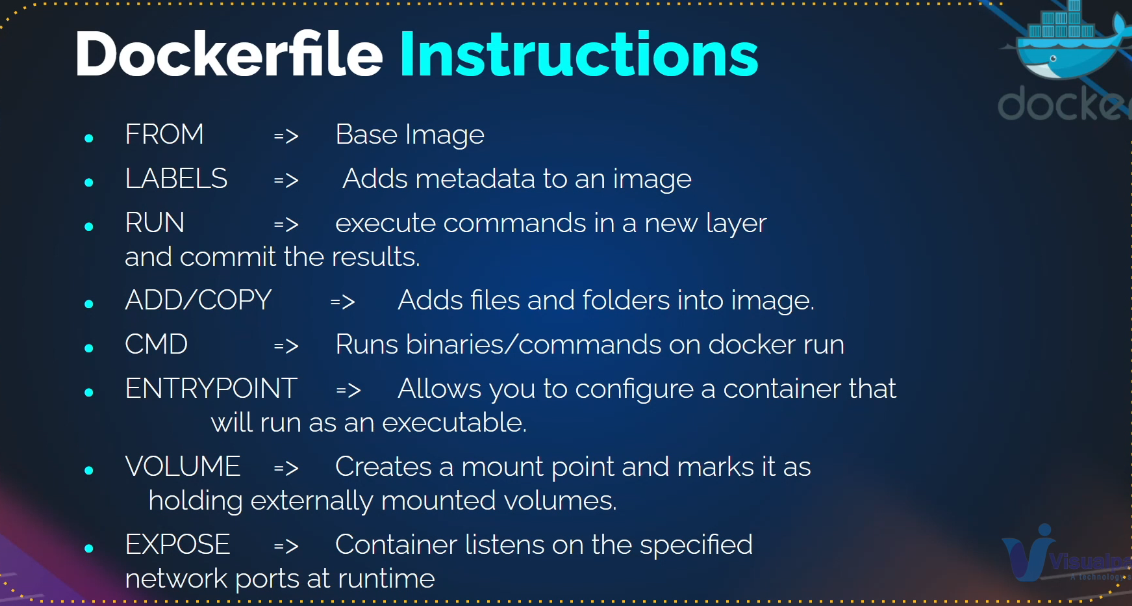 Dockerfile Instructions
docke
FROM => Base Image
LABELS => Adds metadata to an image
RUN => execute commands in a new layer
and commit the results.
ADD/COPY => Adds files and folders into image.
CMD => Runs binaries/commands on docker run
ENTRYPOINT => Allows you to configure a container that
will run as an executable.
VOLUME => Creates a mount point and marks it as
holding externally mounted volumes.
EXPOSE => Container listens on the specified
network ports at runtime